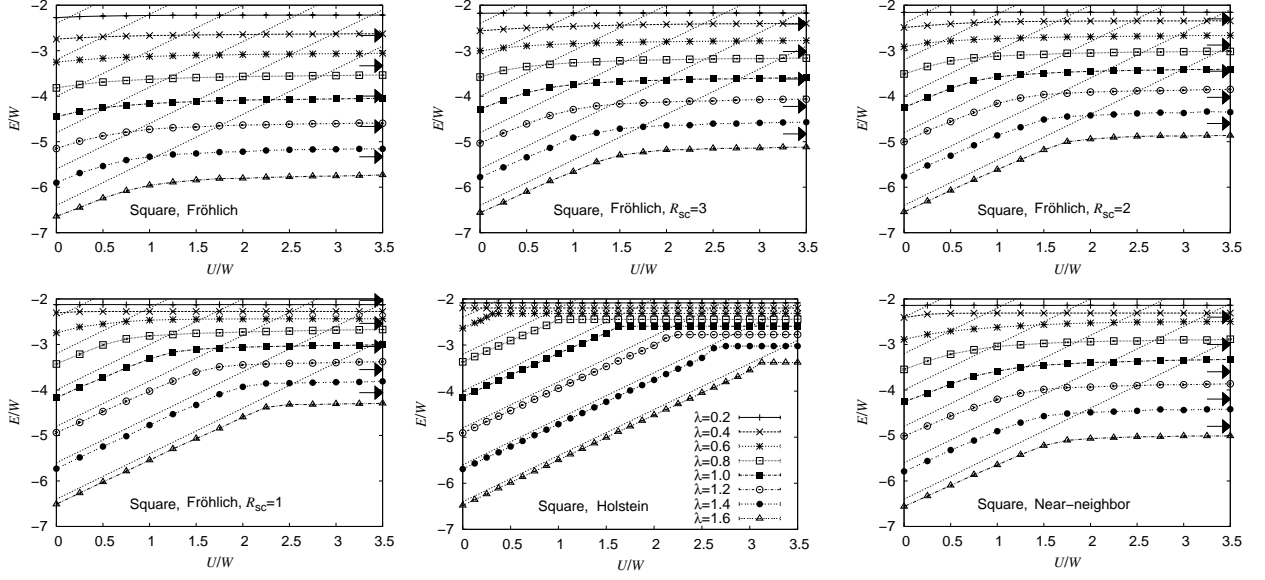 −2
−3
−4
−5
−6
−7
E/W
0 0.5 1 1.5 2 2.5 3 3.5
U/W
Square, Fröhlich
−2
−3
−4
−5
−6
−7
E/W
0 0.5 1 1.5 2 2.5 3 3.5
U/W
Square, Fröhlich, Rsc=3
−2
−3
−4
−5
−6
−7
E/W
0 0.5 1 1.5 2 2.5 3 3.5
U/W
Square, Fröhlich, Rsc=2
−2
−3
−4
−5
−6
−7
E/W
0 0.5 1 1.5 2 2.5 3 3.5
U/W
Square, Fröhlich, Rsc=1
−2
−3
−4
−5
−6
−7
E/W
0 0.5 1 1.5 2 2.5 3 3.5
U/W
Square, Holstein
λ=0.2
λ=0.4
λ=0.6
λ=0.8
λ=1.0
λ=1.2
λ=1.4
λ=1.6
−2
−3
−4
−5
−6
−7
E/W
0 0.5 1 1.5 2 2.5 3 3.5
U/W
Square, Near−neighbor